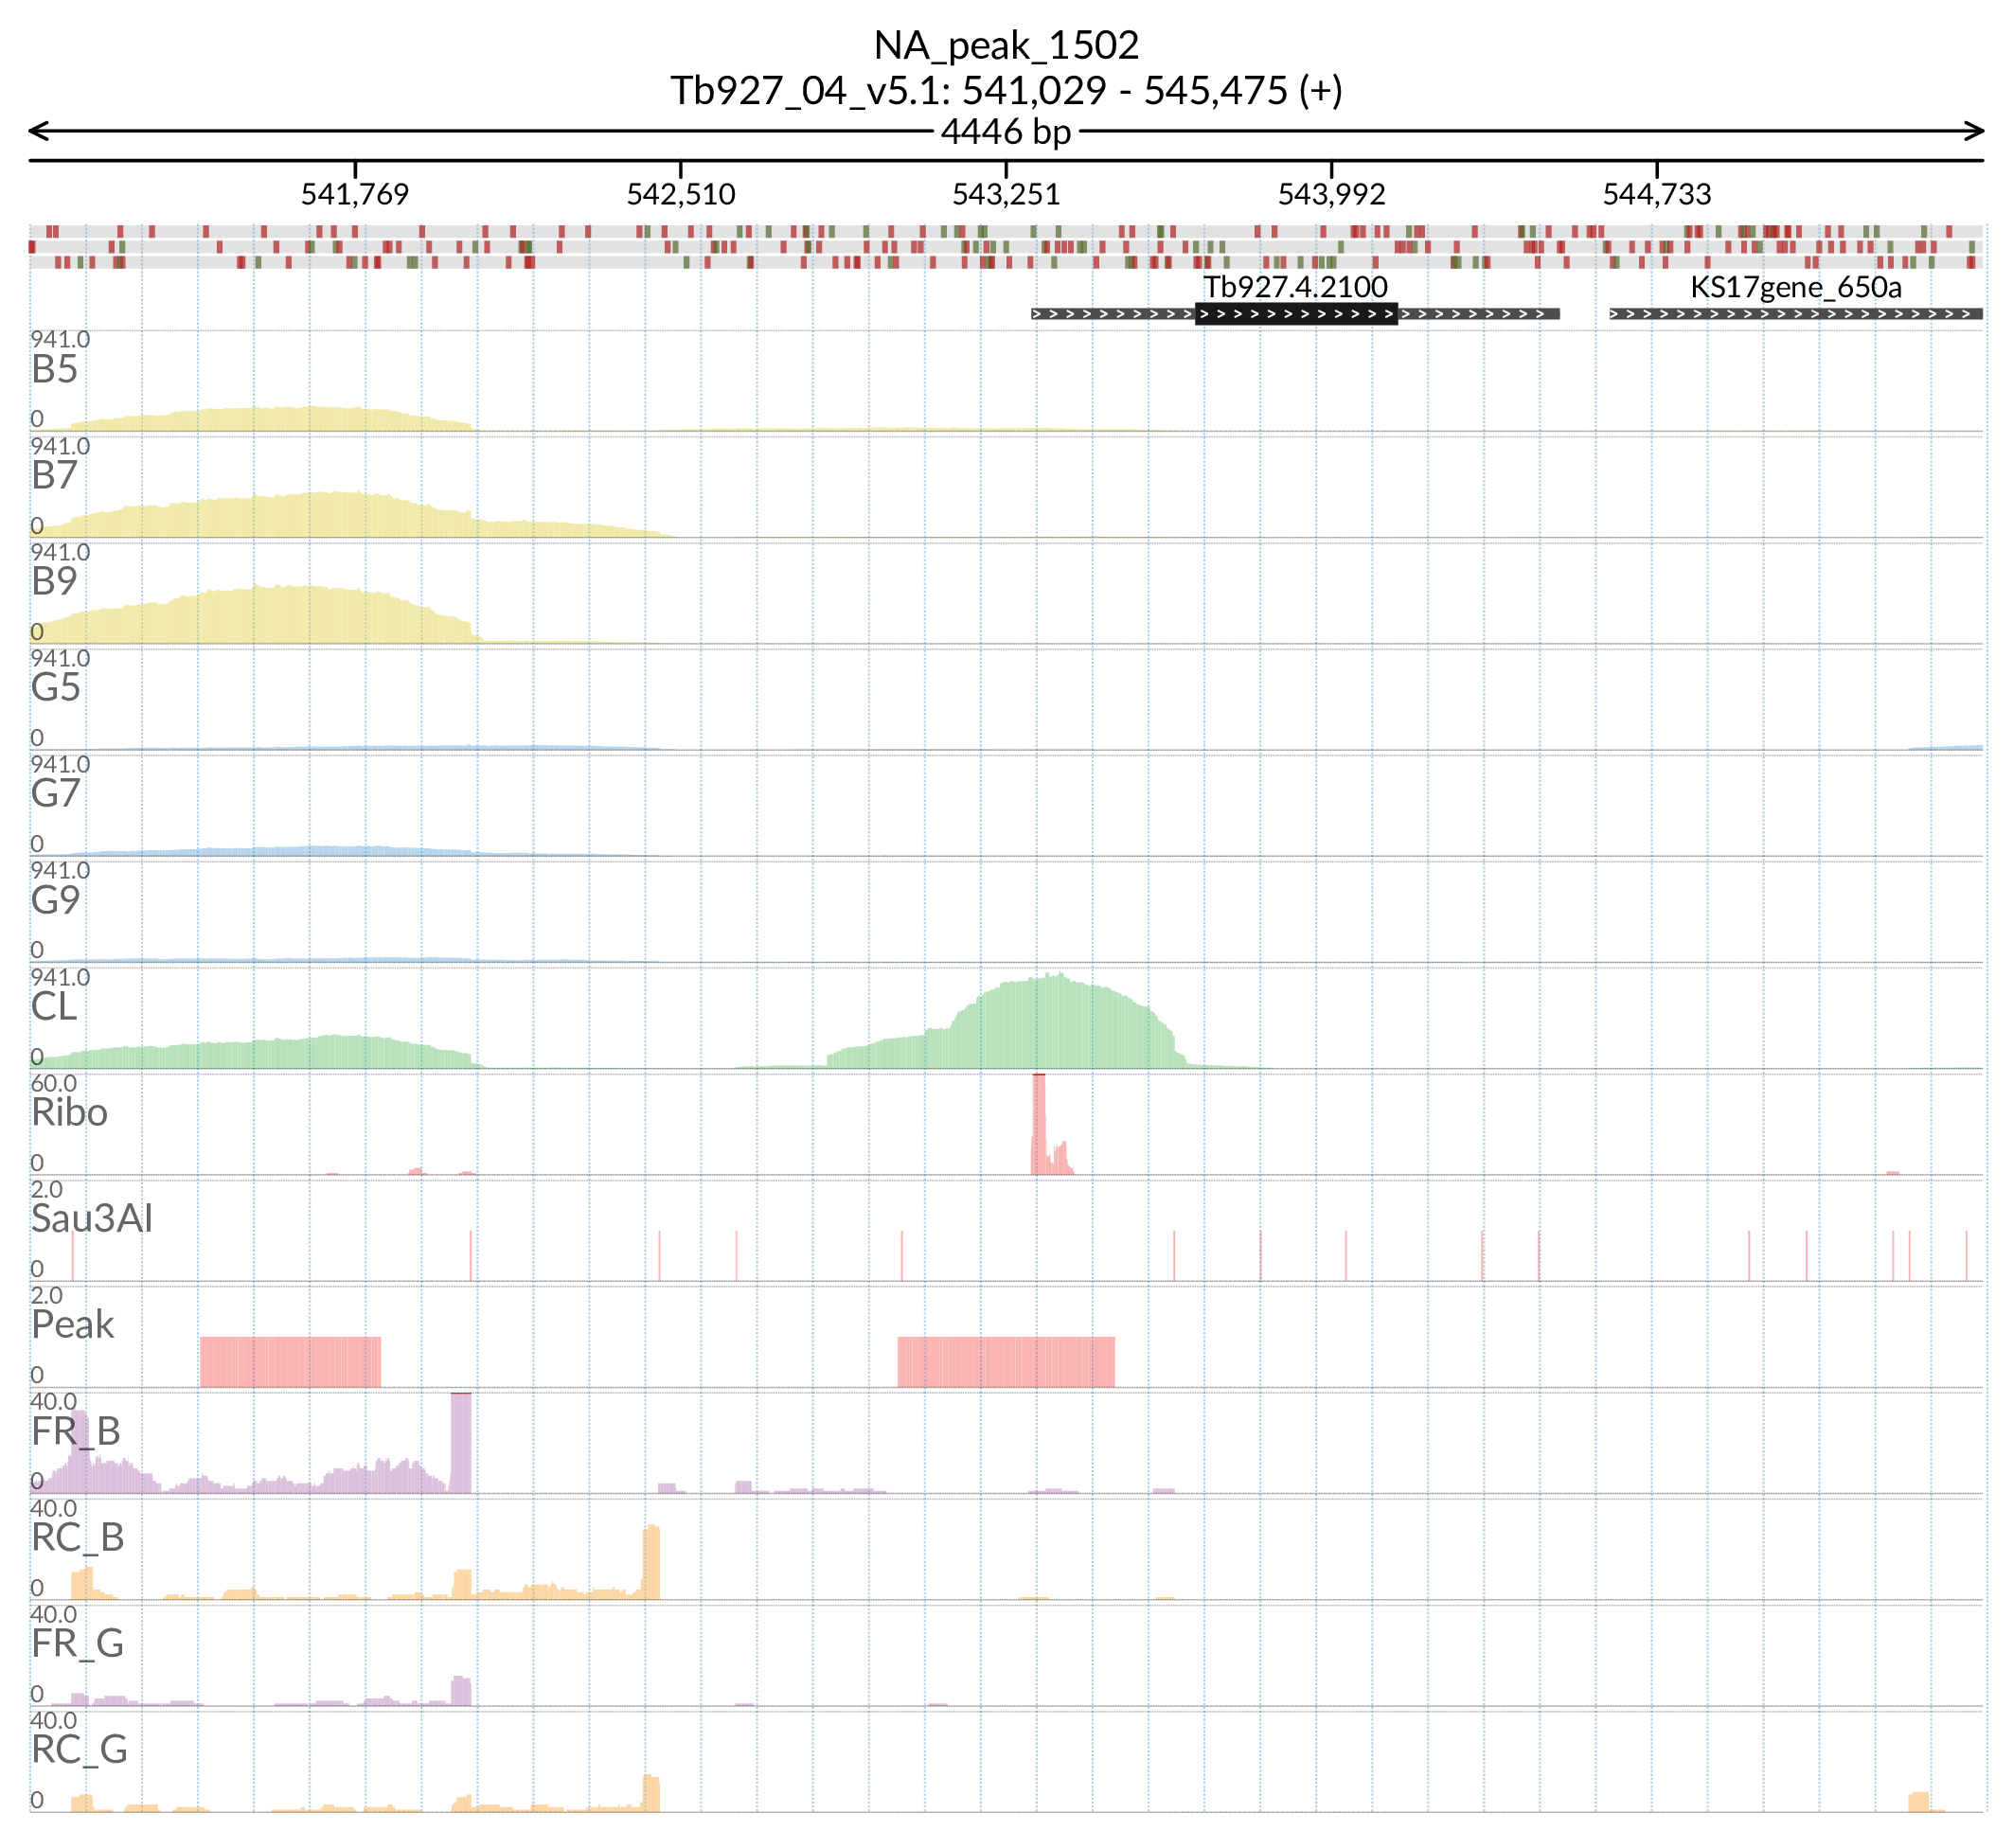 NA_peak_1502
Tb927_04_v5.1: 541,029 - 545,475 (+)
4446 bp
541,769 542,510 543,251 543,992 544,733
Tb927.4.2100 KS17gene_650a
941.0
B5
0
941.0
B7
0
941.0
B9
0
941.0
G5
0
941.0
G7
0
941.0
G9
0
941.0
CL
0
60.0
Ribo
0
2.0
Sau3AI
0
2.0
Peak
0
40.0
FR_B
0
40.0
RC_B
0
40.0
FR_G
0
40.0
RC_G
0